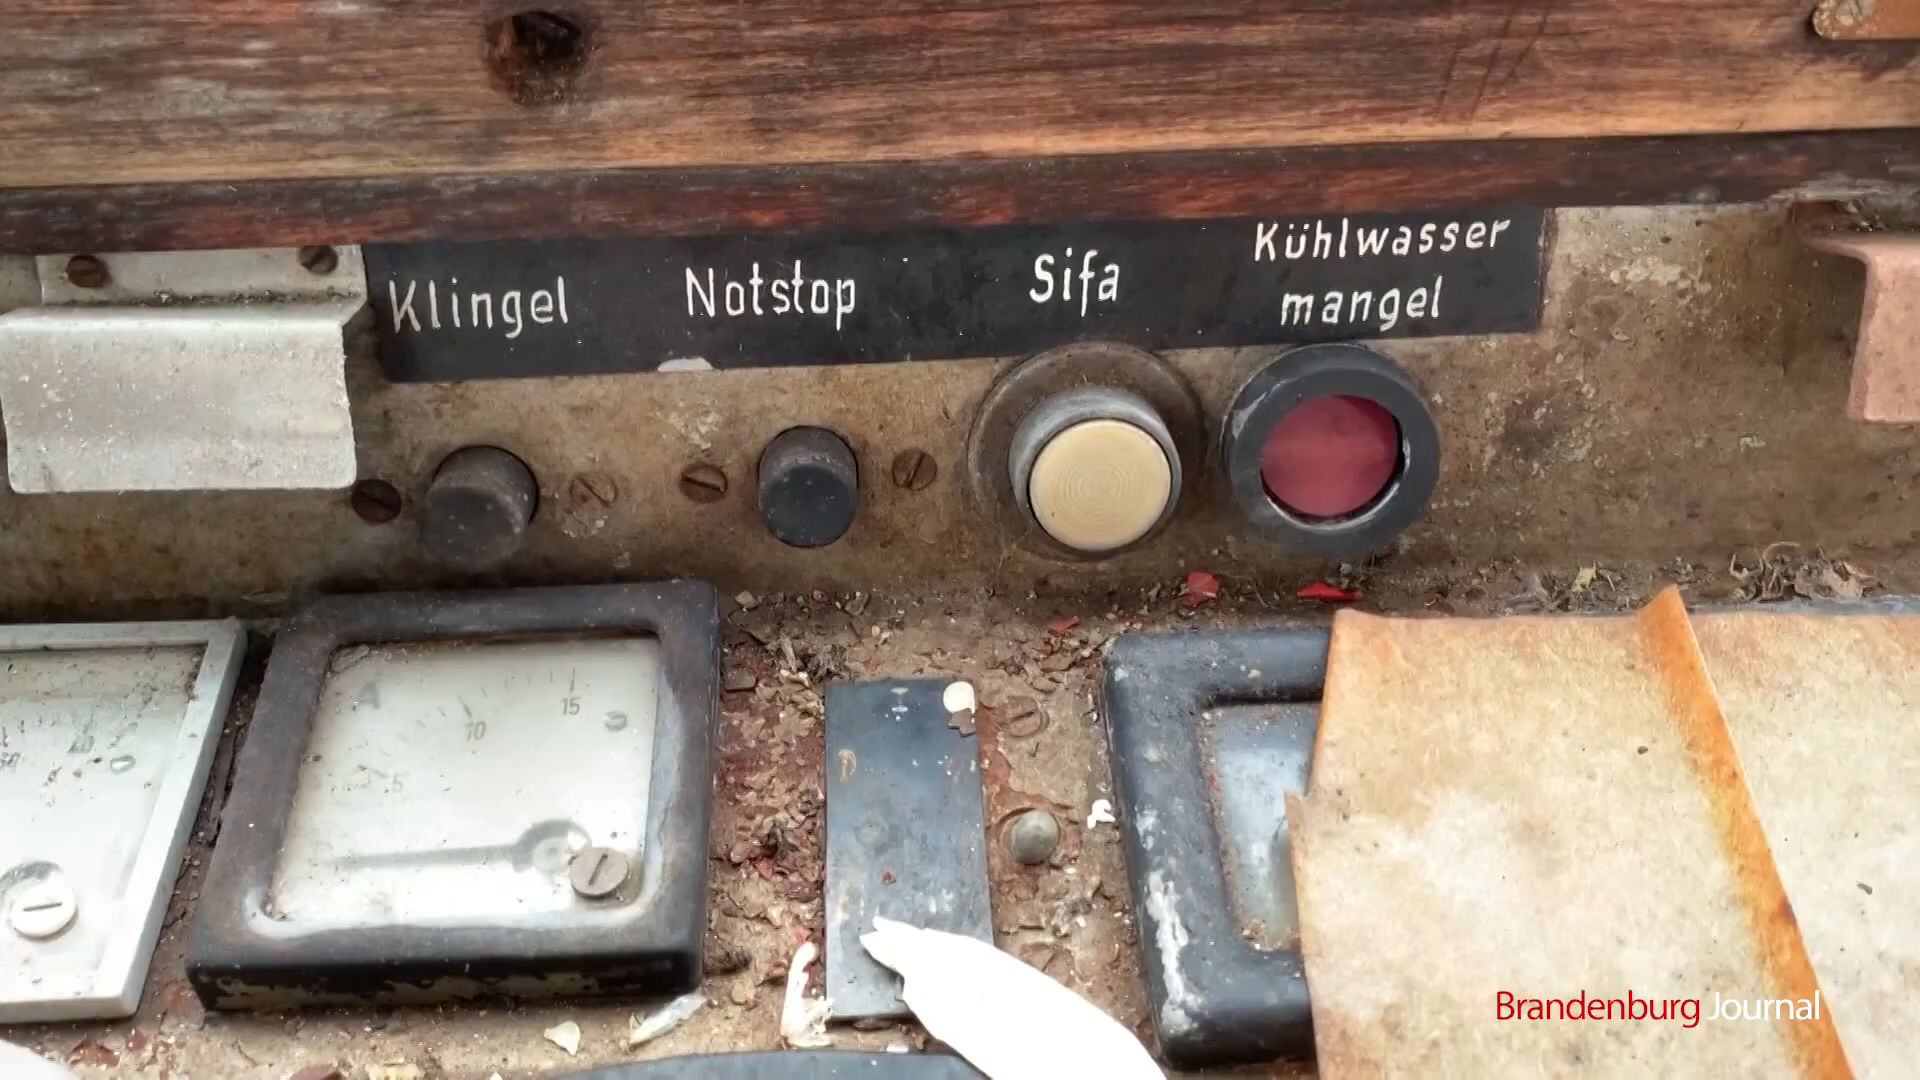 Klingel
Notstop
Sifa
Kühlwasser
mangel
A
5
10
15
Brandenburg Journal